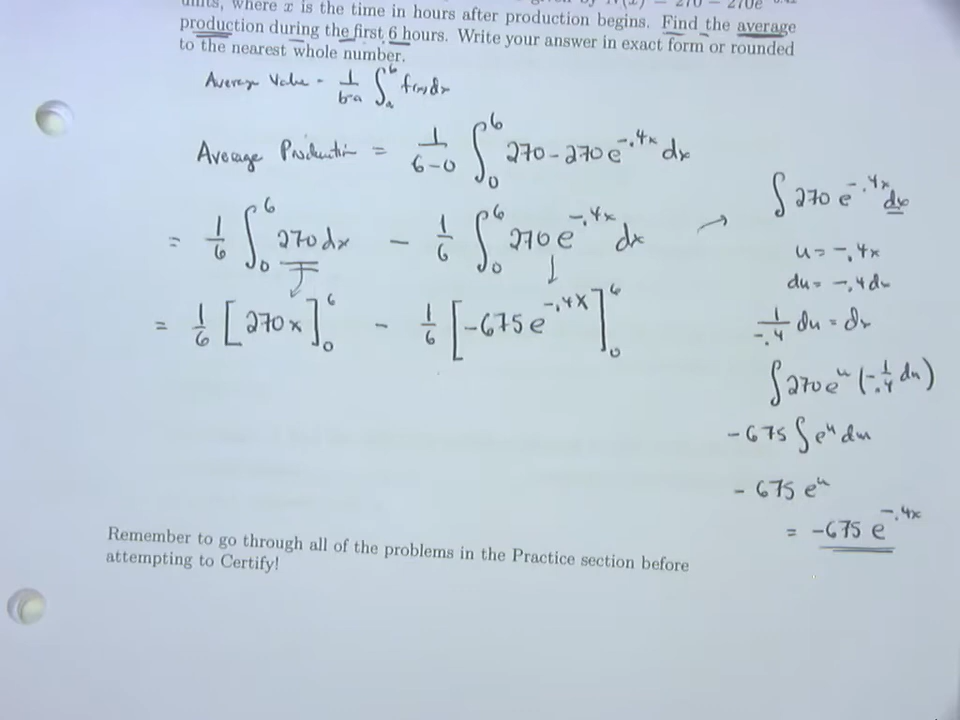 units, where x is the time in hours after production begins. Find the average
production during the first 6 hours. Write your answer in exact form or rounded
to the nearest whole number.
Average Value = 1/(b-a) ∫_a^b f(x)dx
Average Production = 1/(6-0) ∫_0^6 270-270e^(-.4x) dx
= 1/6 ∫_0^6 270dx - 1/6 ∫_0^6 270e^(-.4x) dx →
= 1/6 [270x]_0^6 - 1/6 [-675e^(-.4x)]_0^6
∫ 270 e^(-.4x) dx
u = -.4x
du = -.4dx
1/-.4 du = dx
∫270e^u (-1/.4 du)
-675 ∫e^u du
-675 e^u
= -675 e^(-.4x)
Remember to go through all of the problems in the Practice section before
attempting to Certify!